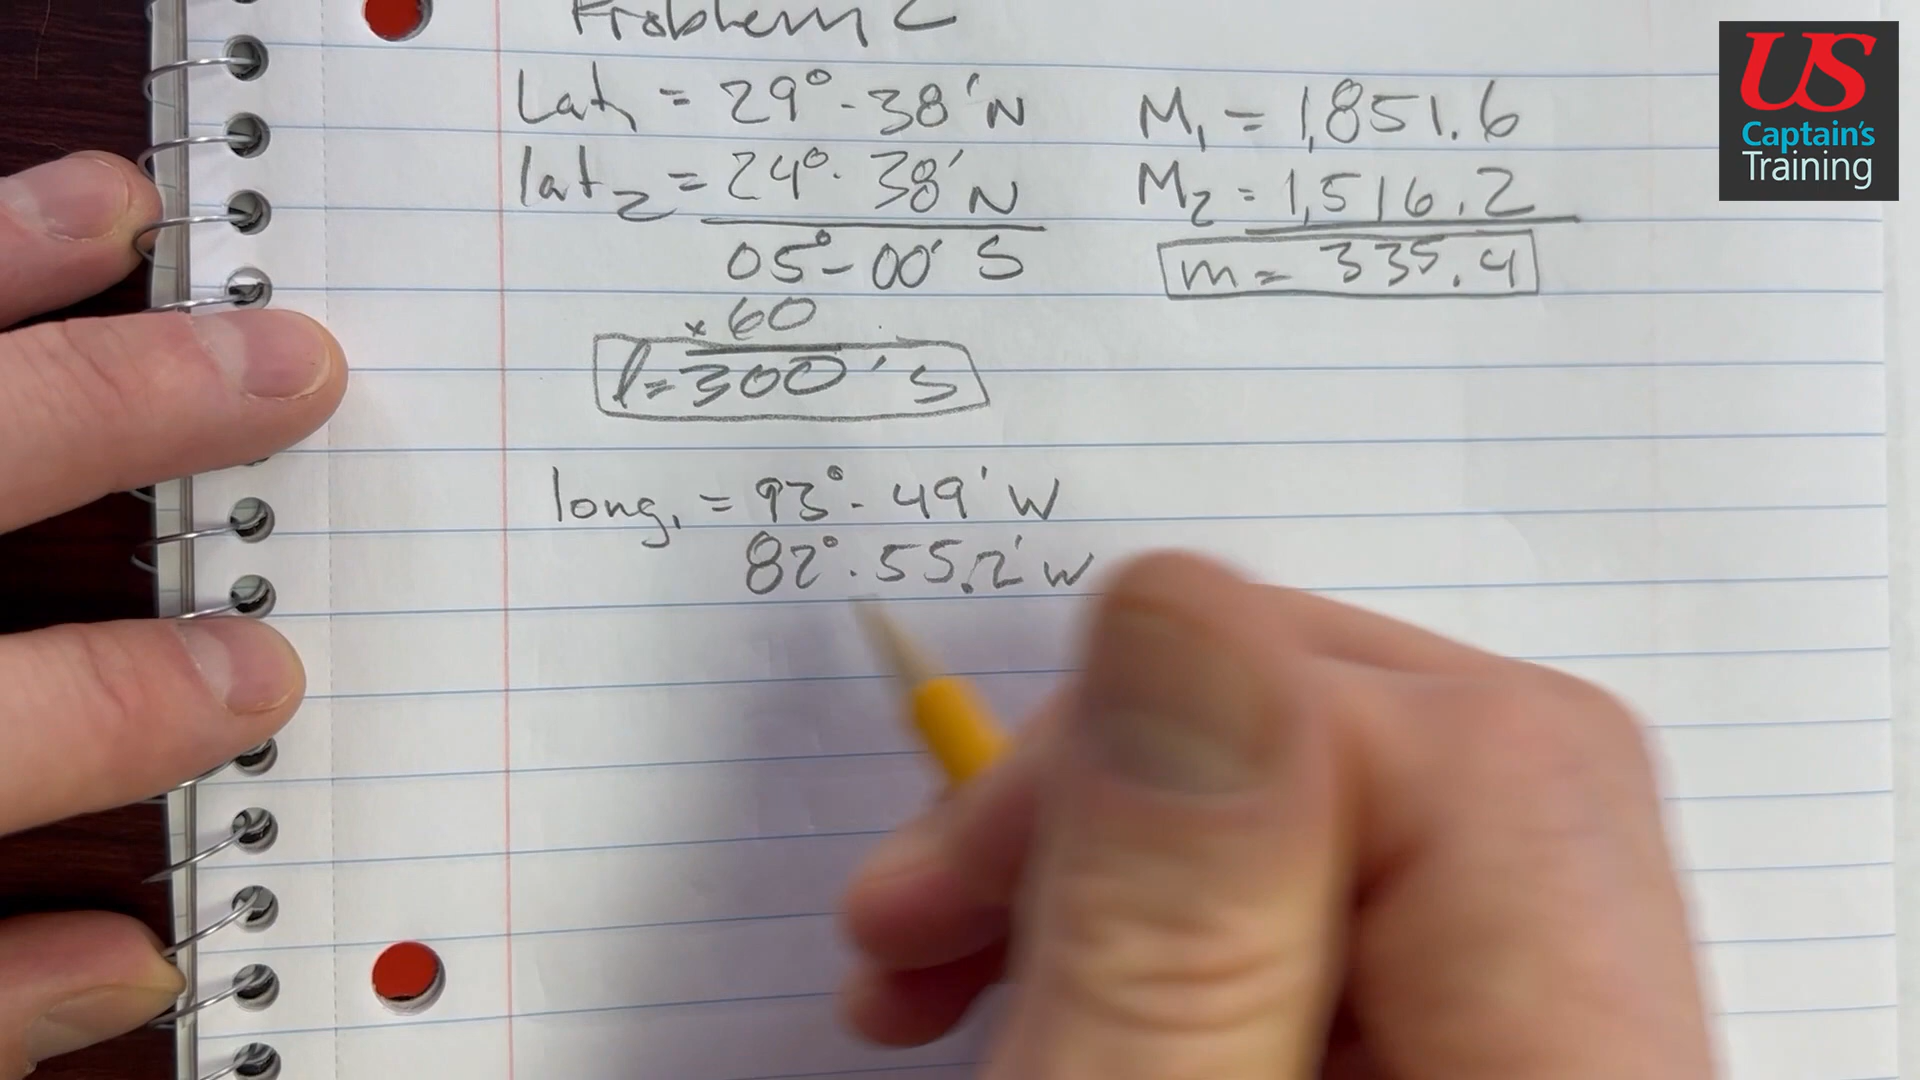 Problem 2
Lat₁ = 29°-38'N
lat₂ = 24°-38'N
05°-00' S
×60
l=300' S
M₁ = 1,851.6
M₂ = 1,516.2
m = 335.4
long₁ = 93°-49' W
82°-55.2' W
US
Captain's
Training